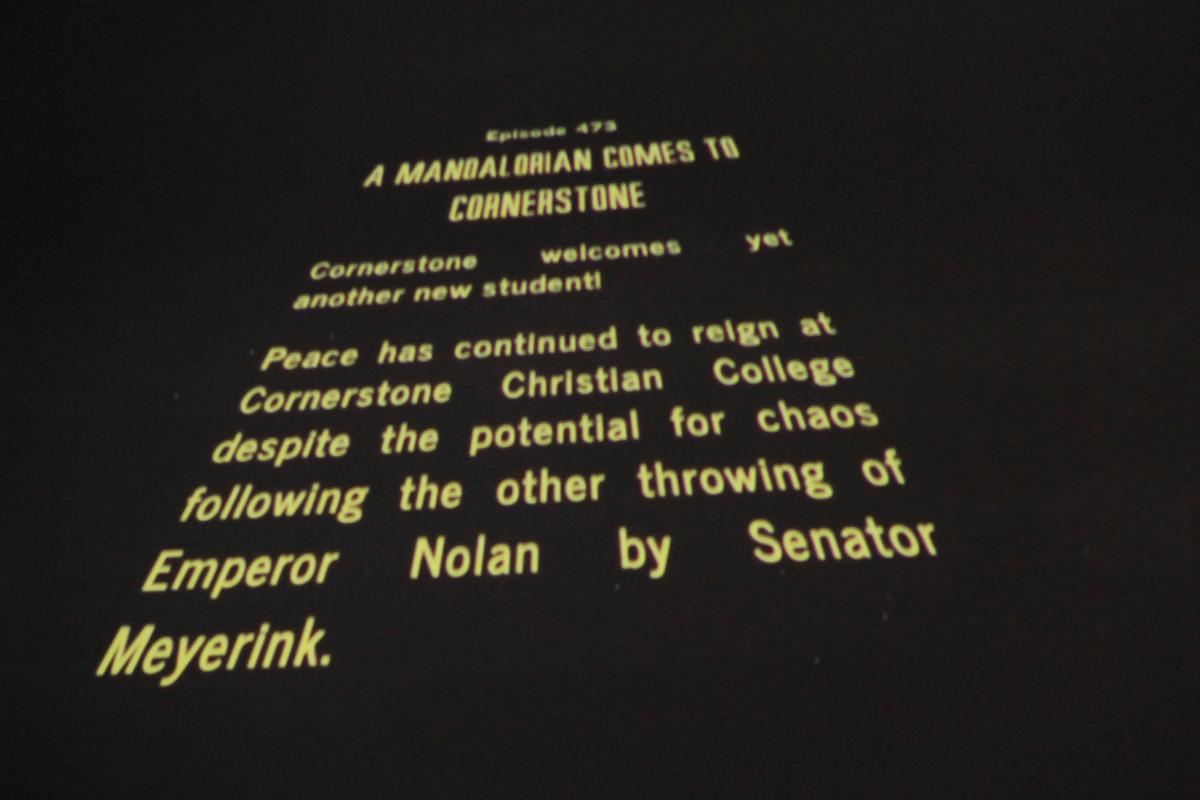 Episode 473
A MANDALORIAN COMES TO
CORNERSTONE
Cornerstone welcomes yet
another new student!
Peace has continued to reign at
Cornerstone Christian College
despite the potential for chaos
following the other throwing of
Emperor Nolan by Senator
Meyerink.